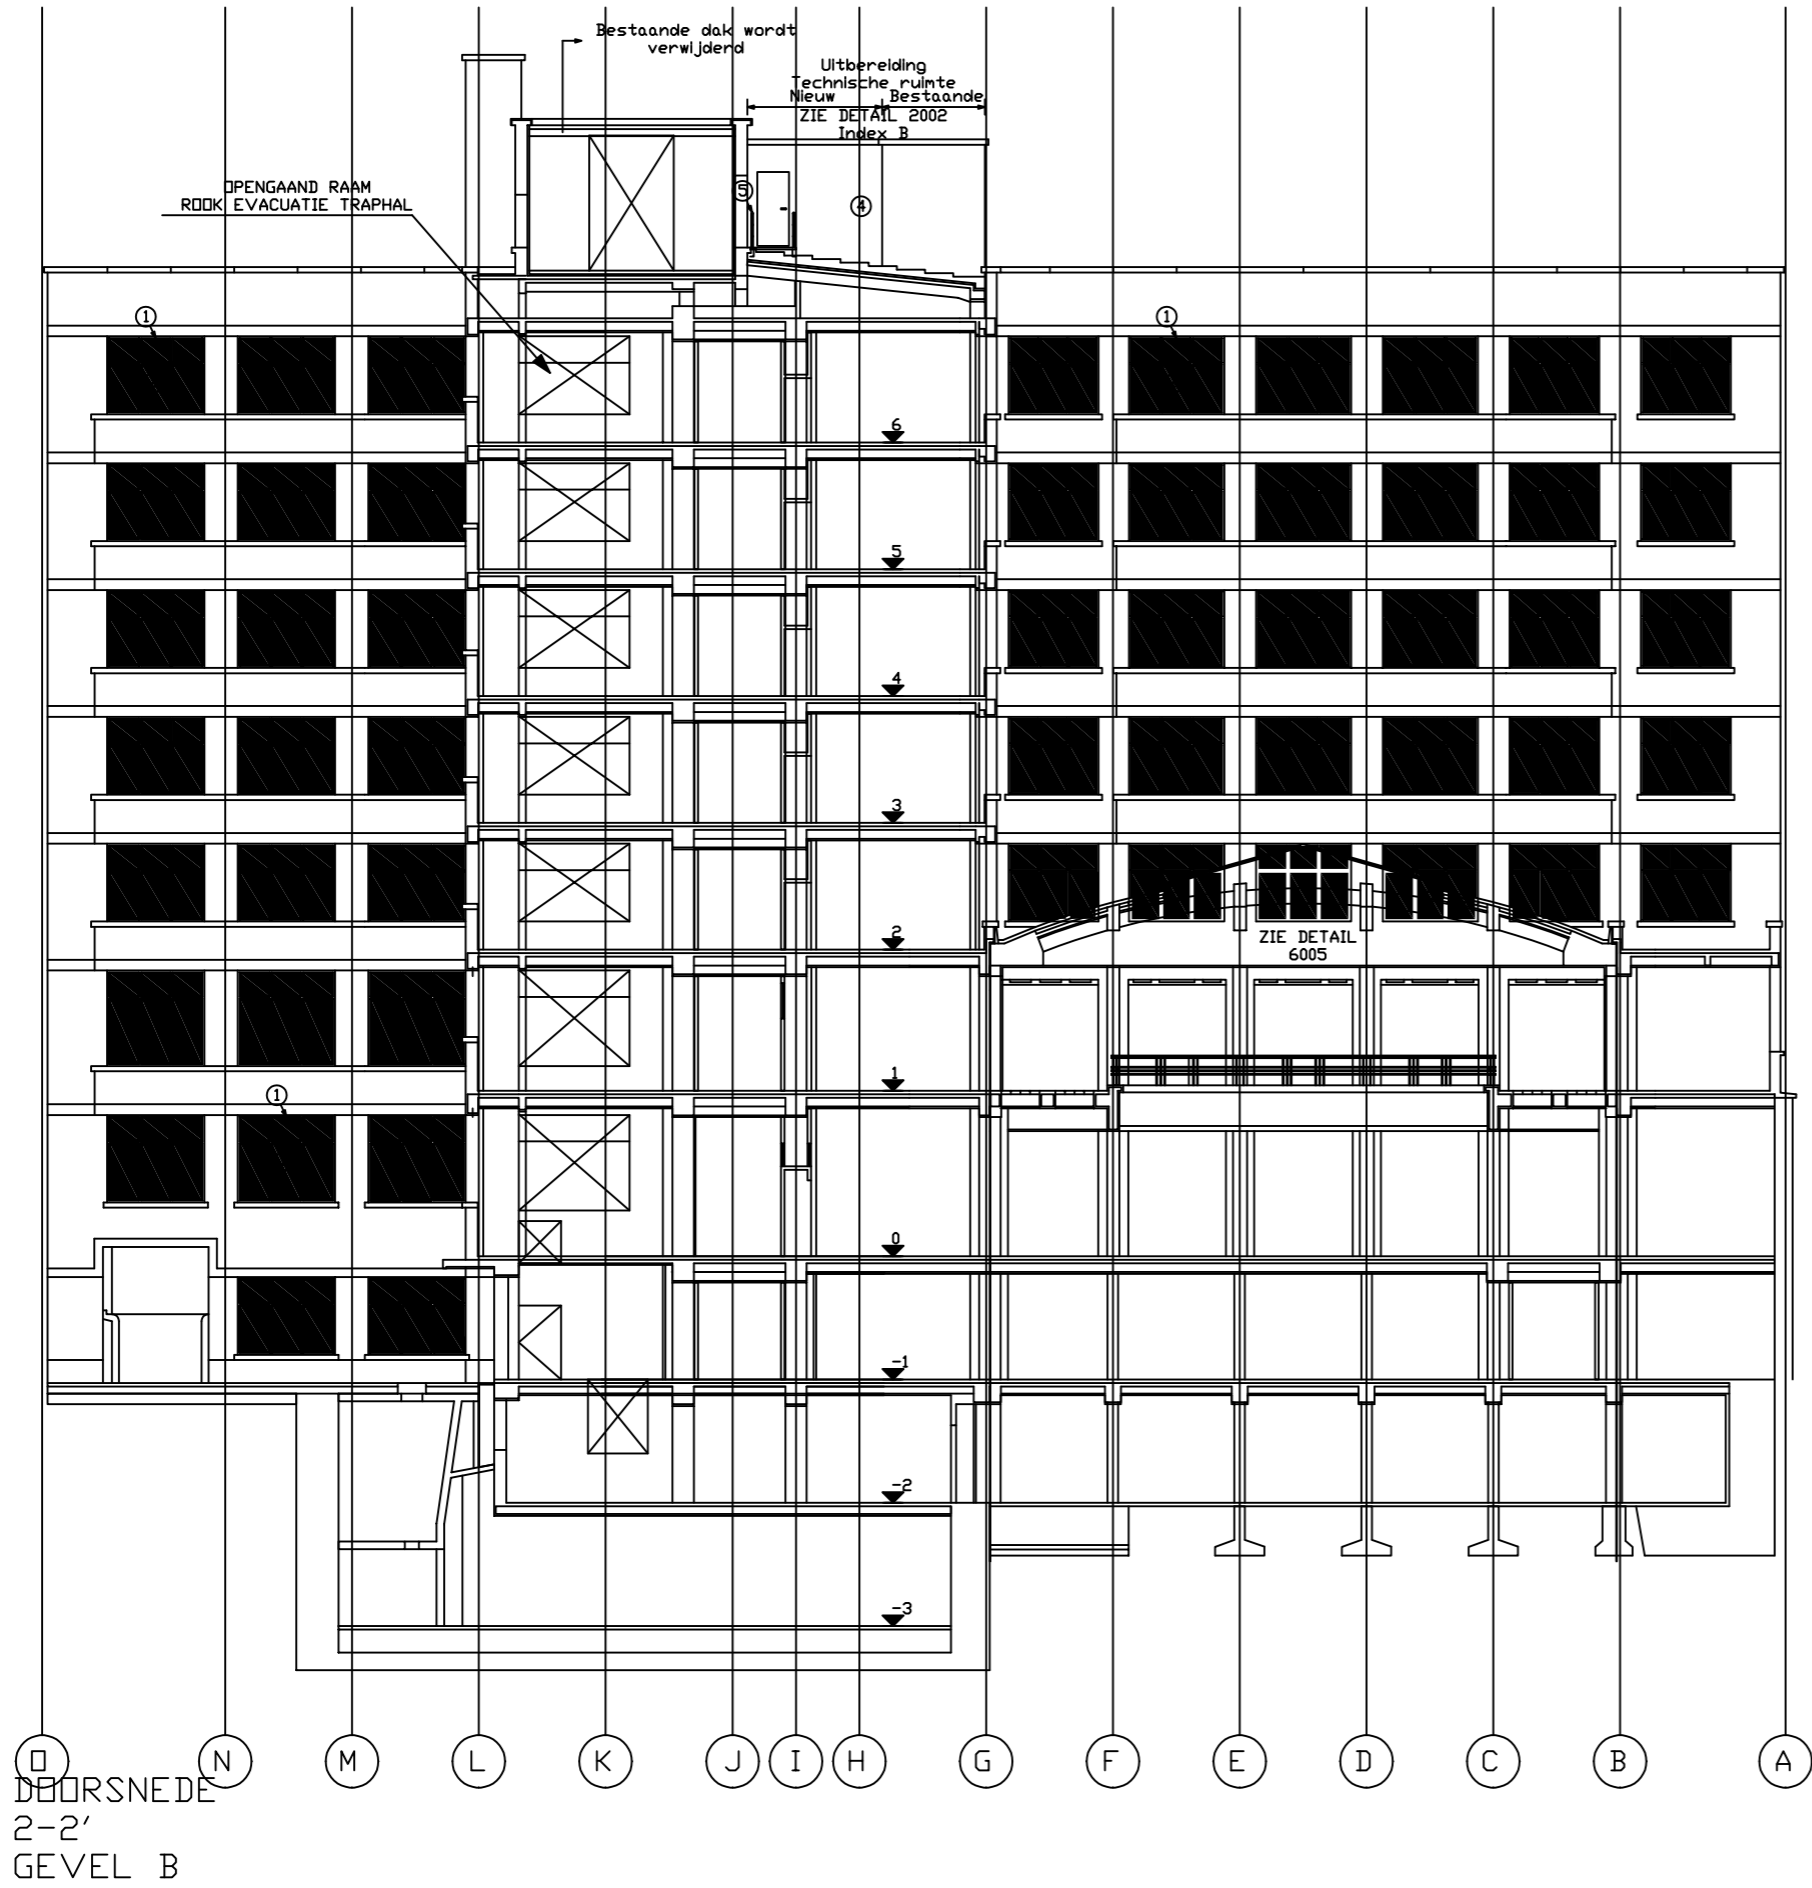 Bestaande dak wordt
verwijderd
Uitbereiding
Technische ruimte
Nieuw Bestaande
ZIE DETAIL 2002
Index B
OPENGAAND RAAM
ROOK EVACUATIE TRAPHAL
5
4
1
1
6
5
4
3
2
ZIE DETAIL
6005
1
1
0
-1
-2
-3
O N M L K J I H G F E D C B A
DOORSNEDE
2-2'
GEVEL B